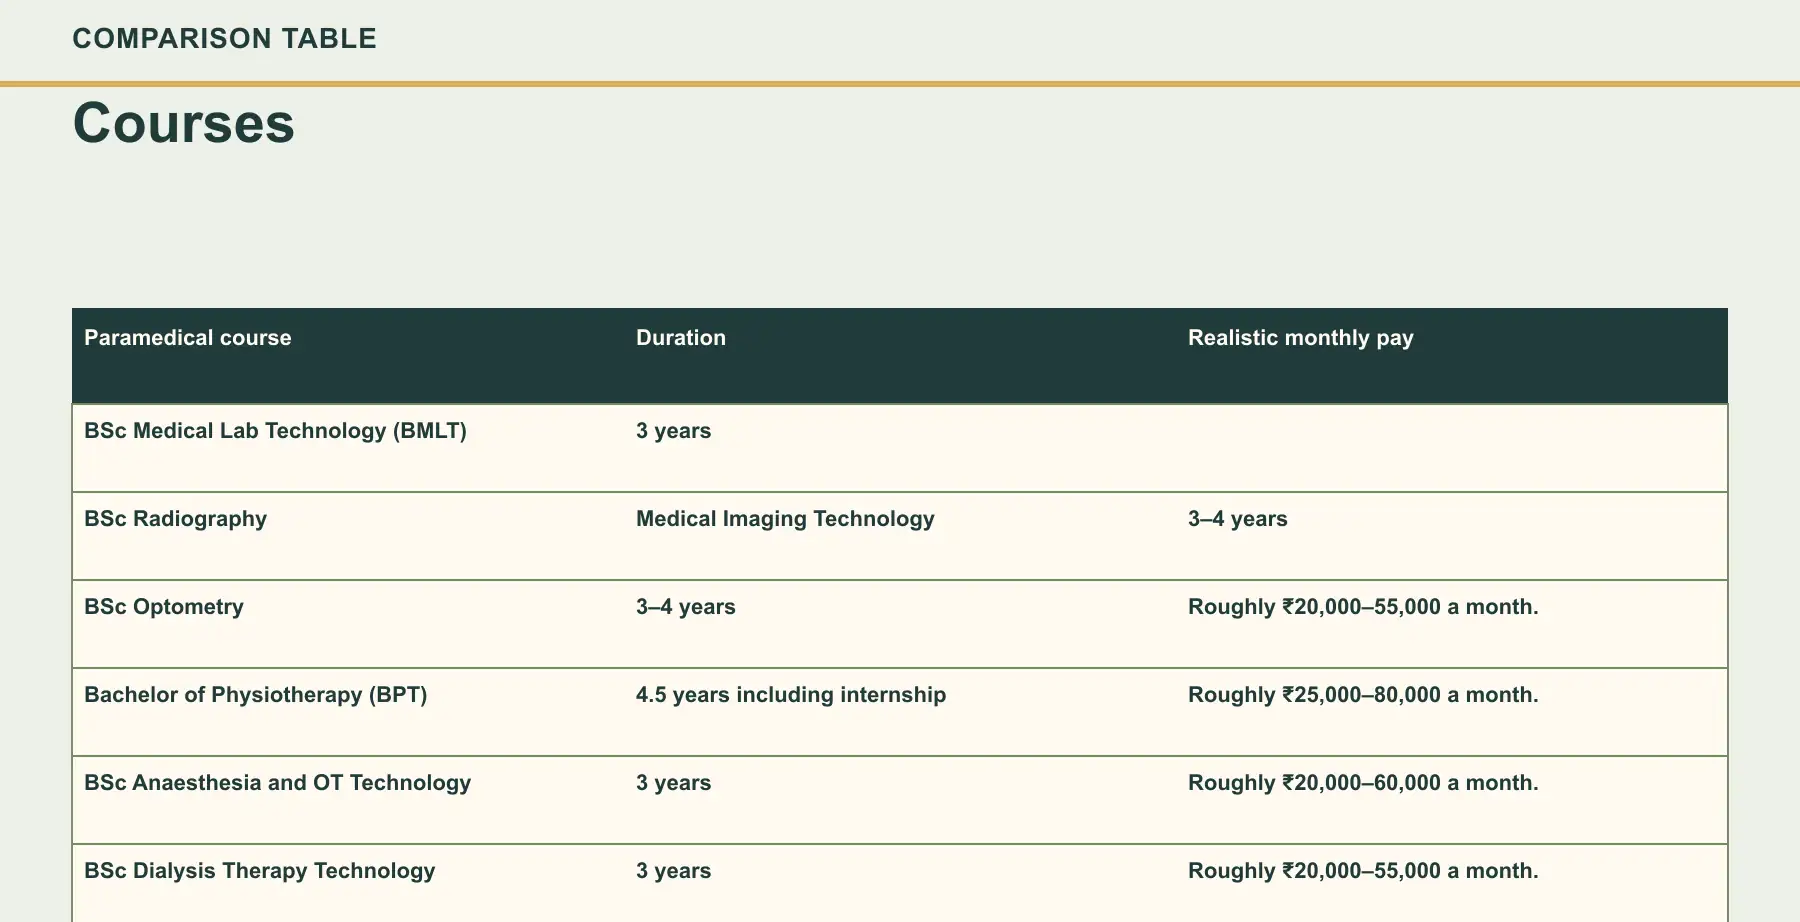 COMPARISON TABLE
Courses
Paramedical course Duration Realistic monthly pay
BSc Medical Lab Technology (BMLT) 3 years
BSc Radiography Medical Imaging Technology 3–4 years
BSc Optometry 3–4 years Roughly ₹20,000–55,000 a month.
Bachelor of Physiotherapy (BPT) 4.5 years including internship Roughly ₹25,000–80,000 a month.
BSc Anaesthesia and OT Technology 3 years Roughly ₹20,000–60,000 a month.
BSc Dialysis Therapy Technology 3 years Roughly ₹20,000–55,000 a month.